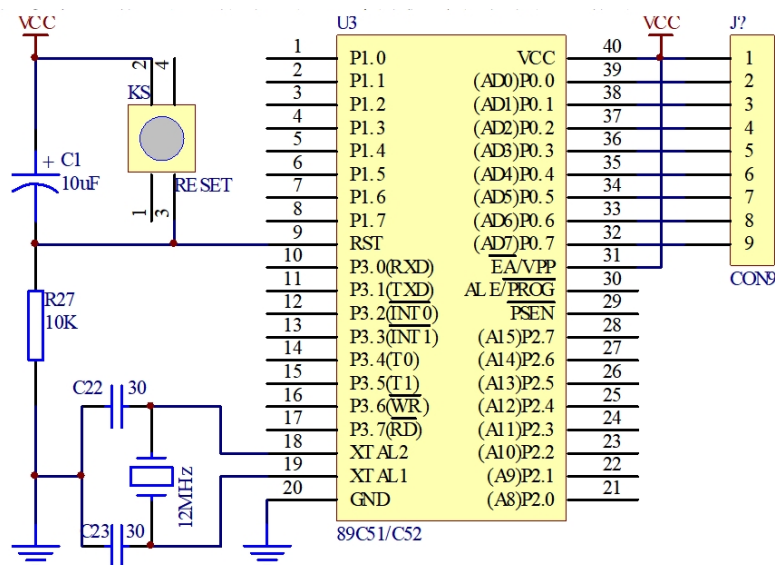 VCC
U3
VCC
J?
2
4
KS
+ C1
10uF
RESET
1
3
R27
10K
C22
30
12MHz
C23
30
1 P1.0
2 P1.1
3 P1.2
4 P1.3
5 P1.4
6 P1.5
7 P1.6
8 P1.7
9 RST
10 P3.0(RXD)
11 P3.1(TXD)
12 P3.2(INT0)
13 P3.3(INT1)
14 P3.4(T0)
15 P3.5(T1)
16 P3.6(WR)
17 P3.7(RD)
18 XTAL2
19 XTAL1
20 GND
VCC 40
(AD0)P0.0 39
(AD1)P0.1 38
(AD2)P0.2 37
(AD3)P0.3 36
(AD4)P0.4 35
(AD5)P0.5 34
(AD6)P0.6 33
(AD7)P0.7 32
EA/VPP 31
ALE/PROG 30
PSEN 29
(A15)P2.7 28
(A14)P2.6 27
(A13)P2.5 26
(A12)P2.4 25
(A11)P2.3 24
(A10)P2.2 23
(A9)P2.1 22
(A8)P2.0 21
89C51/C52
1
2
3
4
5
6
7
8
9
CON9